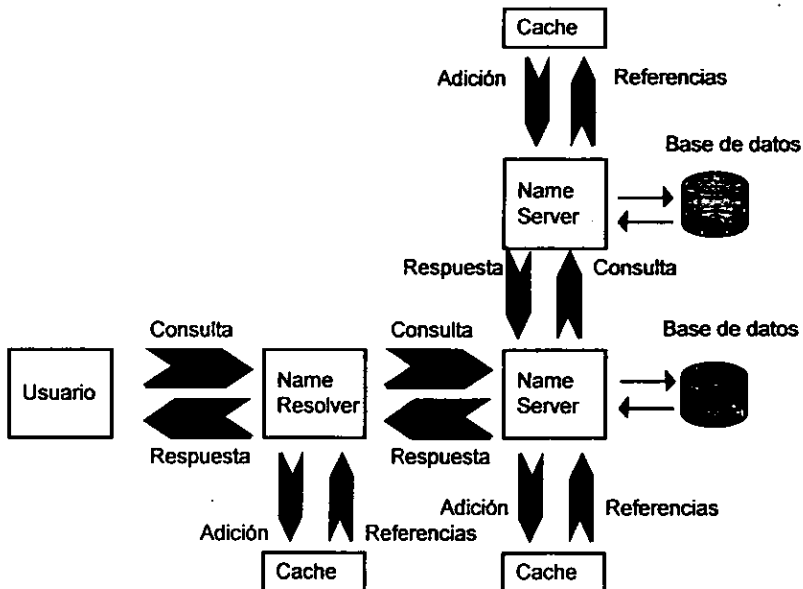 Cache
Adición Referencias
Base de datos
Name
Server
Respuesta Consulta
Consulta Consulta Base de datos
Usuario
Name
Resolver
Name
Server
Respuesta Respuesta
Adición Referencias
Adición Referencias
Cache Cache